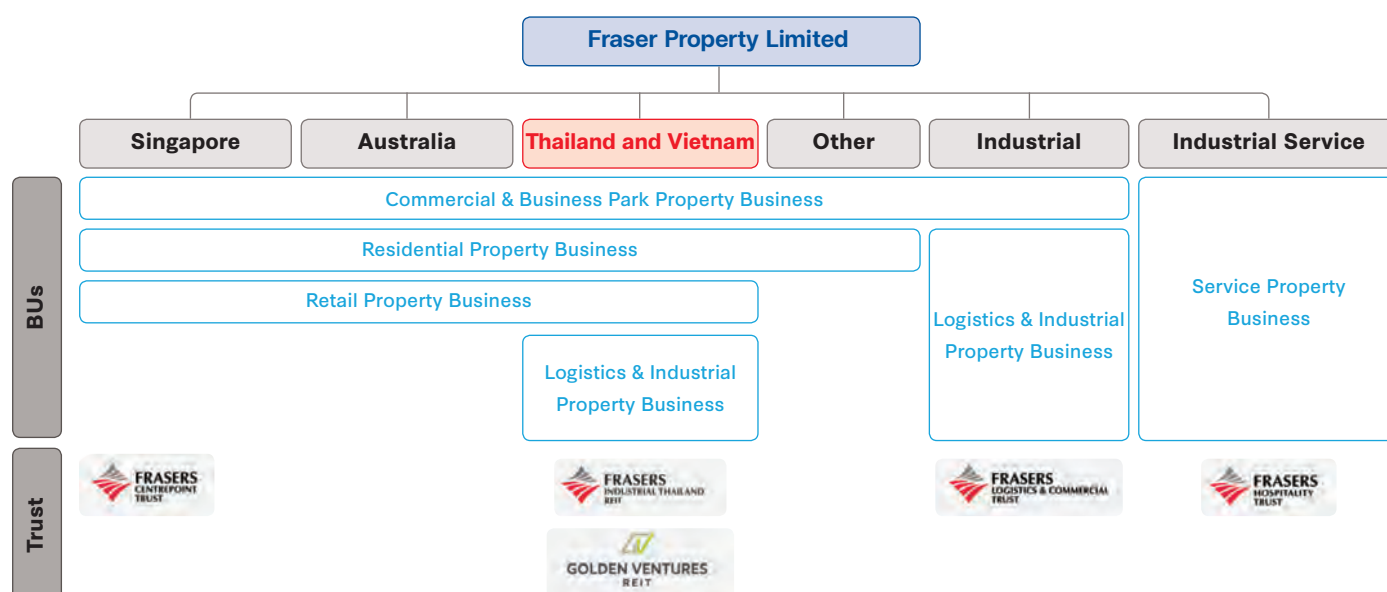 Fraser Property Limited
Singapore
Australia
Thailand and Vietnam
Other
Industrial
Industrial Service
BUs
Commercial & Business Park Property Business
Residential Property Business
Retail Property Business
Logistics & Industrial
Property Business
Logistics & Industrial
Property Business
Service Property
Business
Trust
FRASERS
CENTREPOINT
TRUST
FRASERS
INDUSTRIAL THAILAND
REIT
FRASERS
LOGISTICS & COMMERCIAL
TRUST
FRASERS
HOSPITALITY
TRUST
GOLDEN VENTURES
REIT